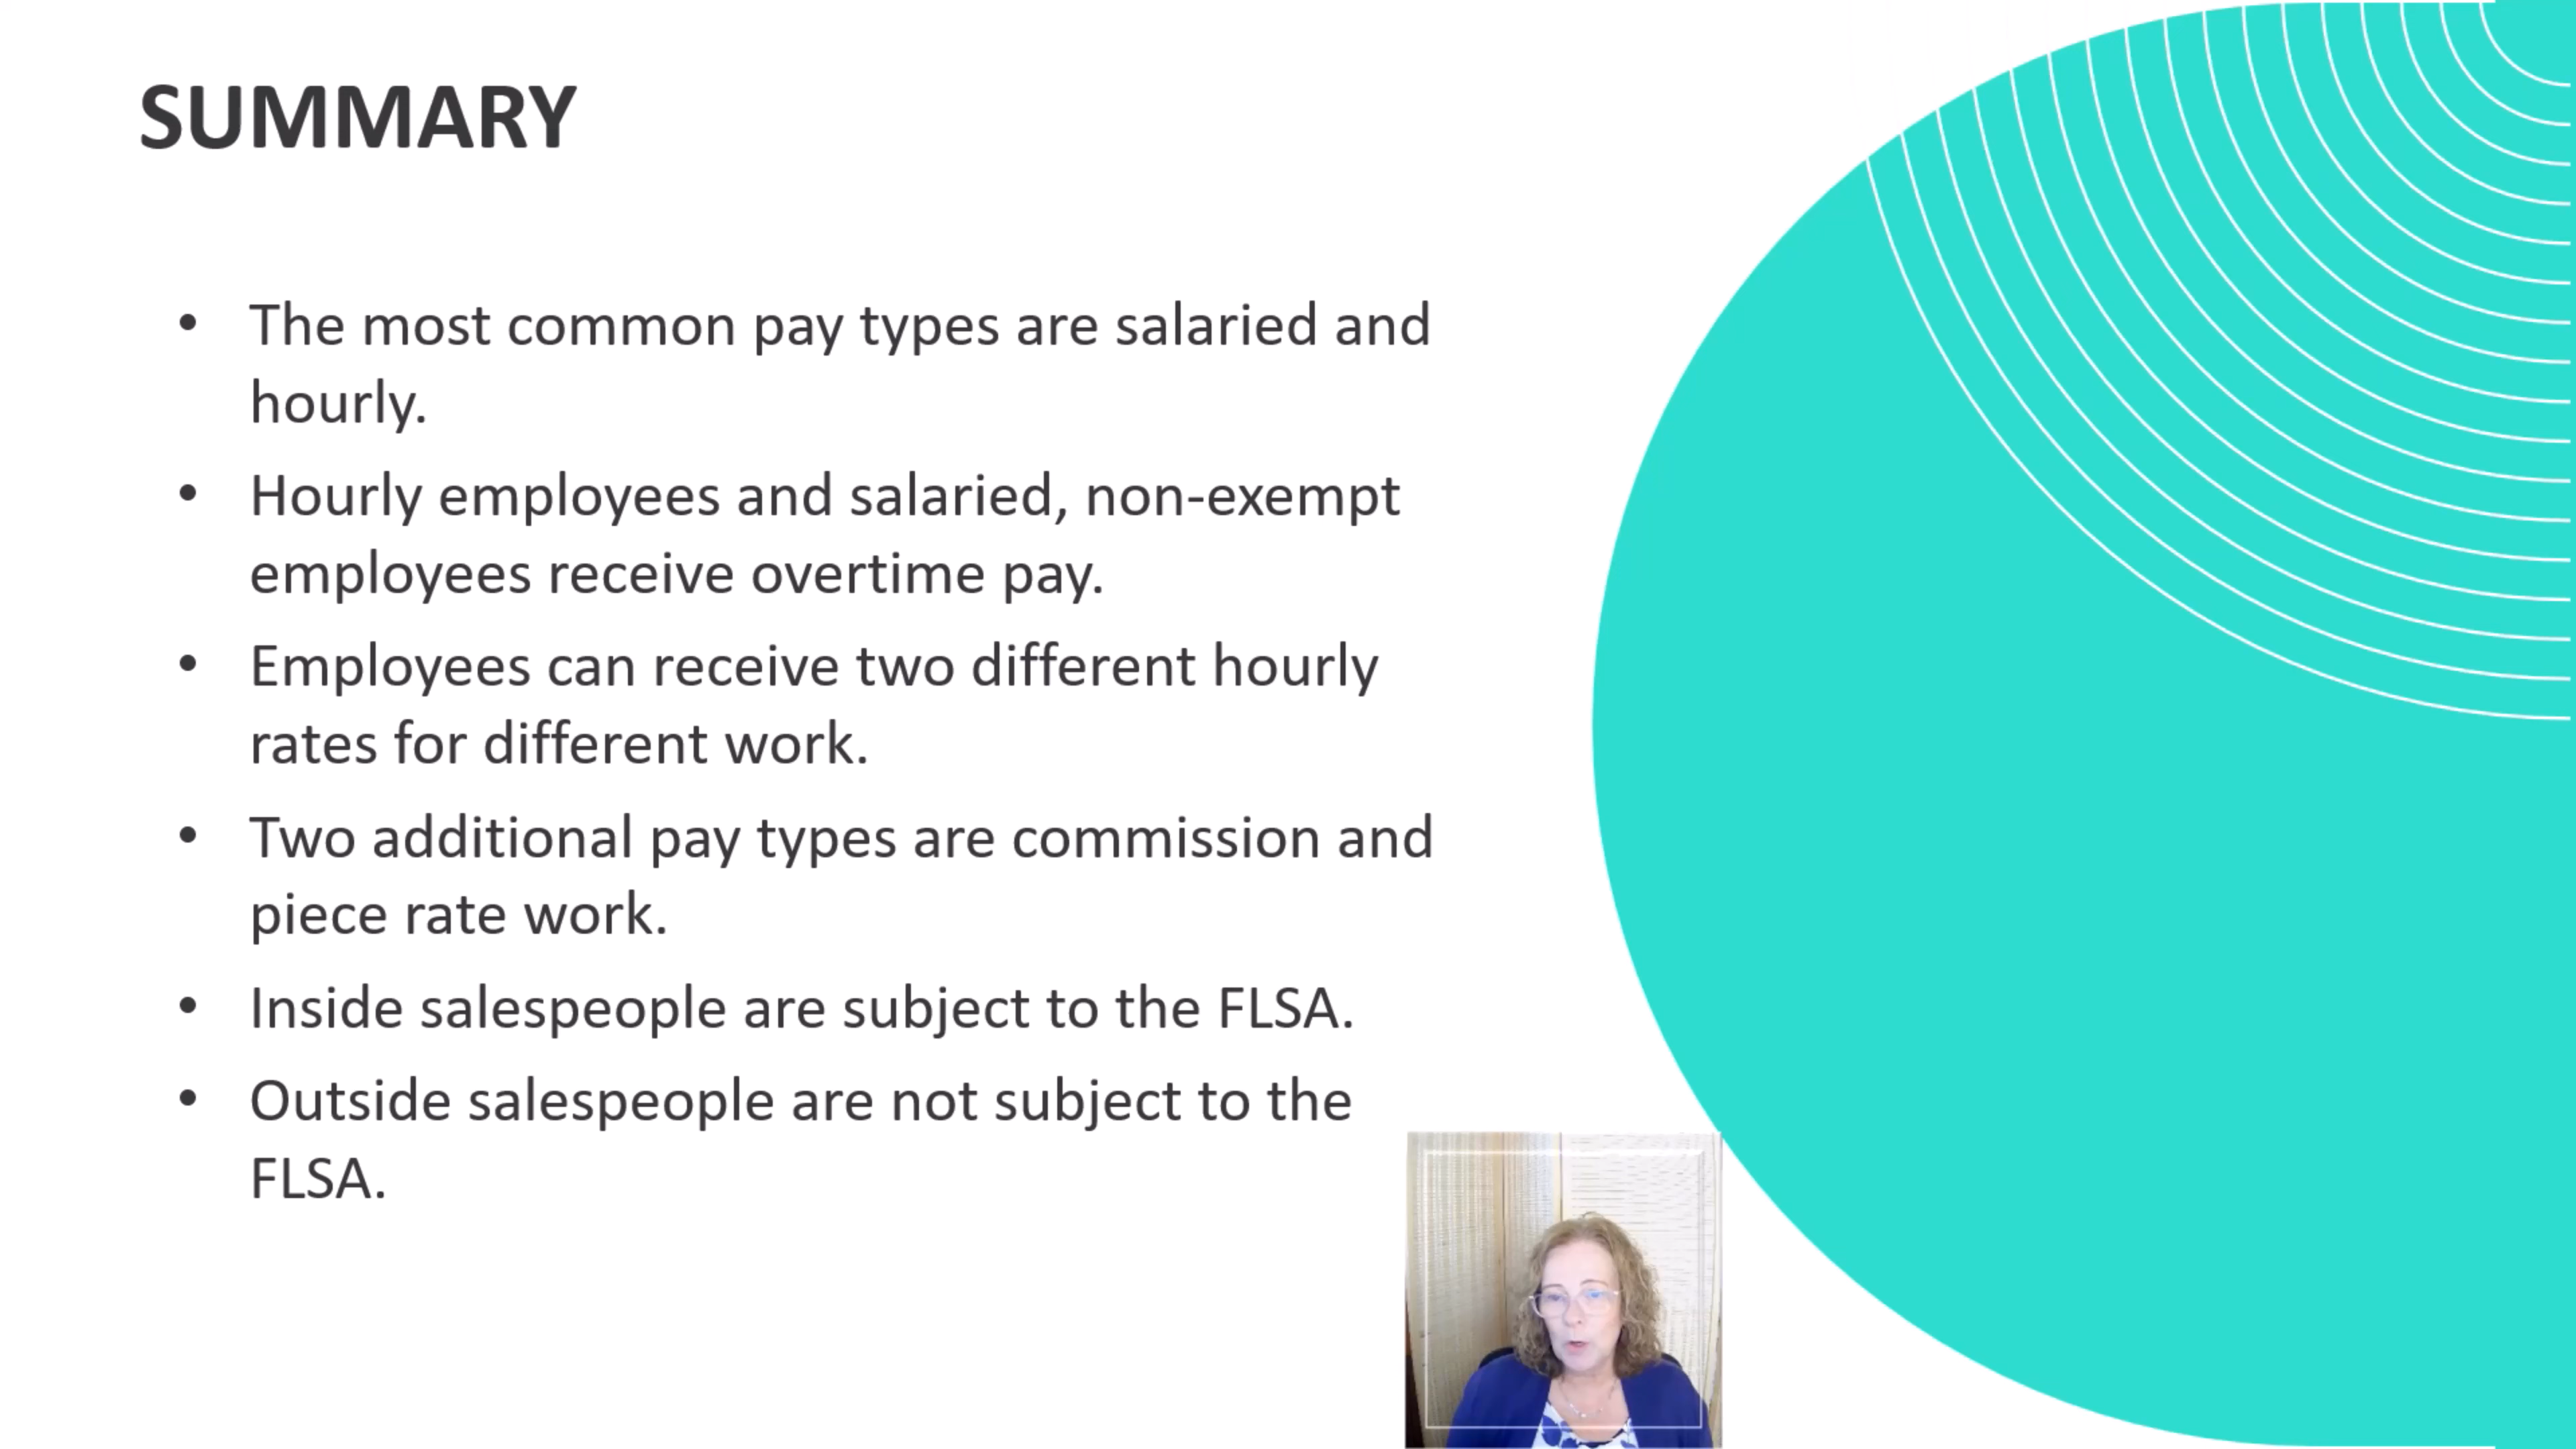 SUMMARY
• The most common pay types are salaried and
hourly.
• Hourly employees and salaried, non-exempt
employees receive overtime pay.
• Employees can receive two different hourly
rates for different work.
• Two additional pay types are commission and
piece rate work.
• Inside salespeople are subject to the FLSA.
• Outside salespeople are not subject to the
FLSA.